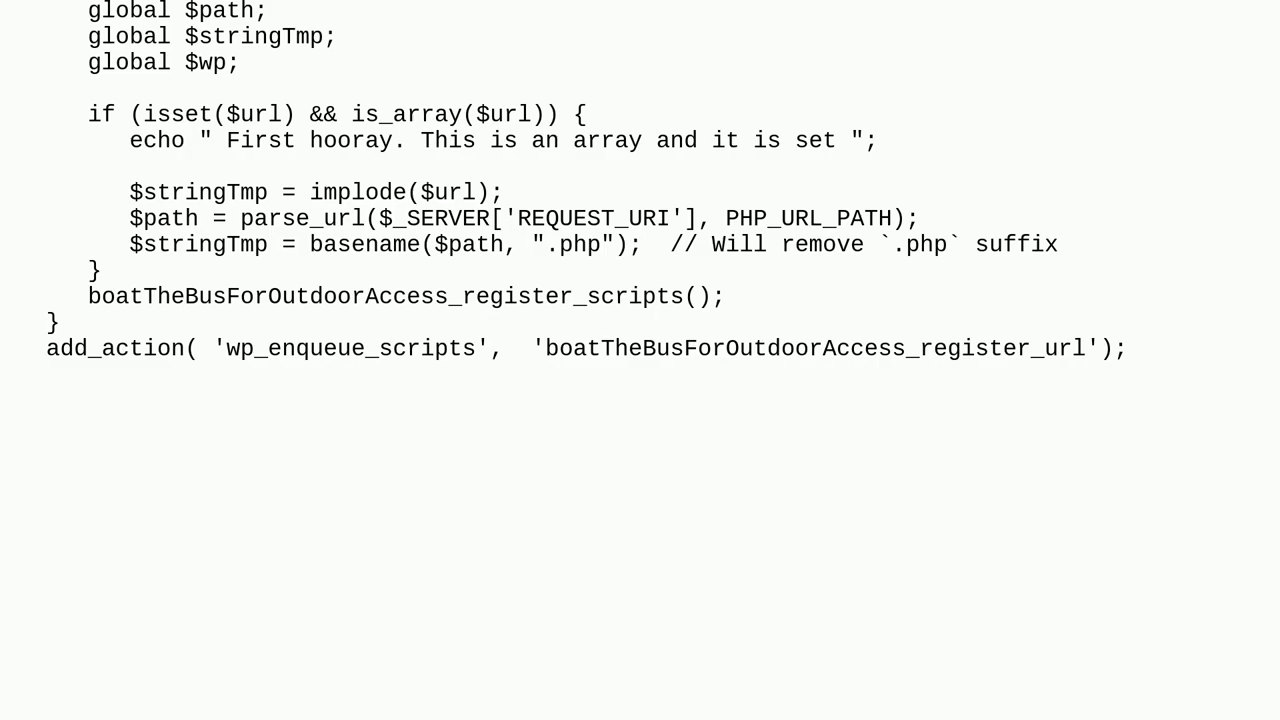 global $path;
global $stringTmp;
global $wp;
if (isset($url) && is_array($url)) {
echo " First hooray. This is an array and it is set ";
$stringTmp = implode($url);
$path = parse_url($_SERVER['REQUEST_URI'], PHP_URL_PATH);
$stringTmp = basename($path, ".php");  // Will remove `.php` suffix
}
boatTheBusForOutdoorAccess_register_scripts();
}
add_action( 'wp_enqueue_scripts',  'boatTheBusForOutdoorAccess_register_url');